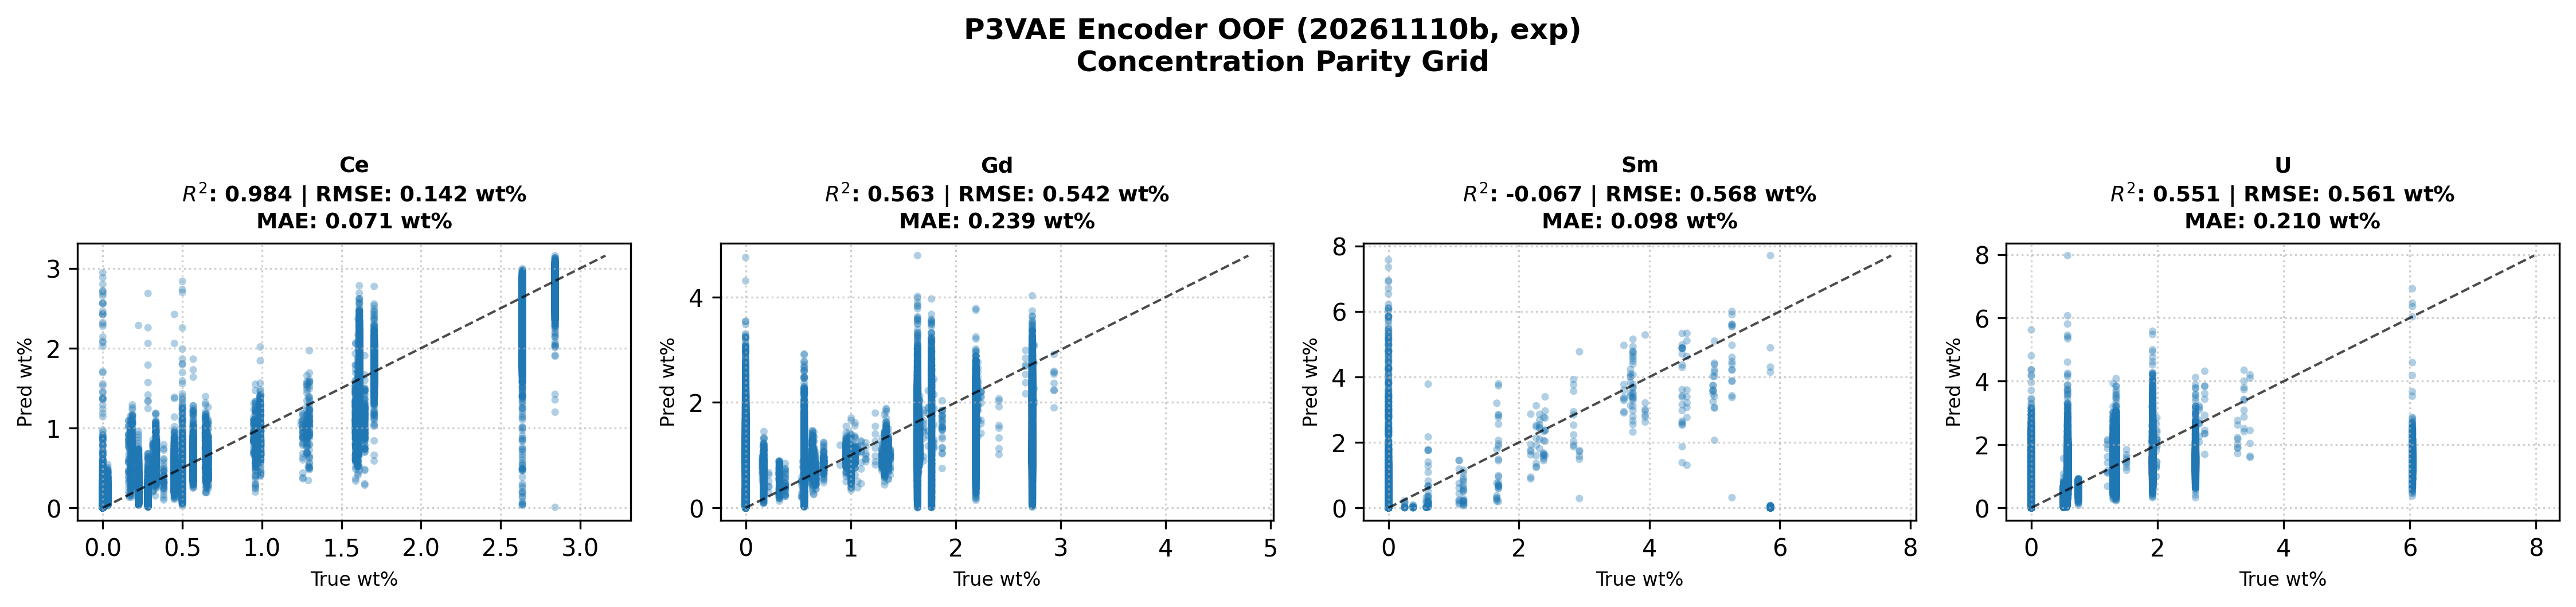 P3VAE Encoder OOF (20261110b, exp)
Concentration Parity Grid
Ce
R²: 0.984 | RMSE: 0.142 wt%
MAE: 0.071 wt%
Pred wt%
3
2
1
0
0.0 0.5 1.0 1.5 2.0 2.5 3.0
True wt%
Gd
R²: 0.563 | RMSE: 0.542 wt%
MAE: 0.239 wt%
Pred wt%
4
2
0
0 1 2 3 4 5
True wt%
Sm
R²: -0.067 | RMSE: 0.568 wt%
MAE: 0.098 wt%
Pred wt%
8
6
4
2
0
0 2 4 6 8
True wt%
U
R²: 0.551 | RMSE: 0.561 wt%
MAE: 0.210 wt%
Pred wt%
8
6
4
2
0
0 2 4 6 8
True wt%